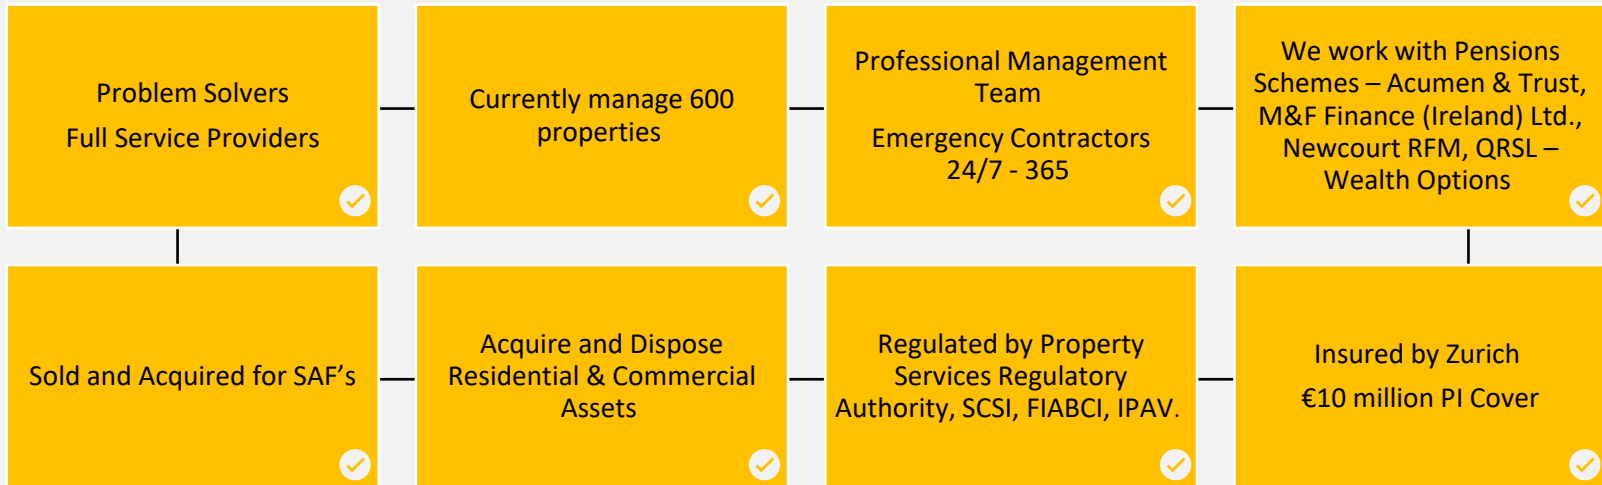 Problem Solvers
Full Service Providers
Currently manage 600
properties
Professional Management
Team
Emergency Contractors
24/7 - 365
We work with Pensions
Schemes – Acumen & Trust,
M&F Finance (Ireland) Ltd.,
Newcourt RFM, QRSL –
Wealth Options
Sold and Acquired for SAF’s
Acquire and Dispose
Residential & Commercial
Assets
Regulated by Property
Services Regulatory
Authority, SCSI, FIABCI, IPAV.
Insured by Zurich
€10 million PI Cover